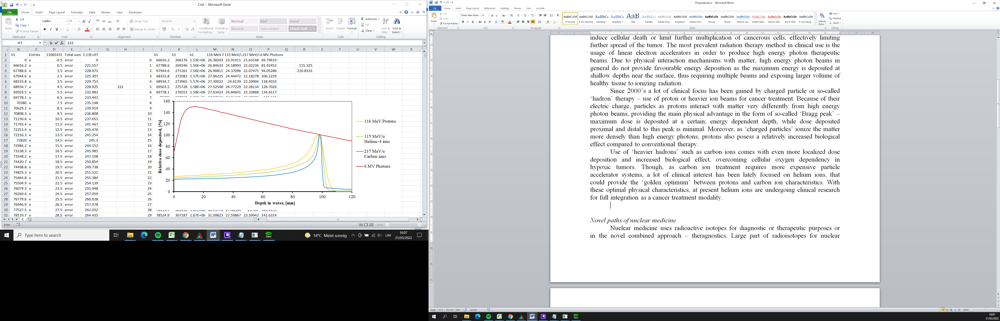 C.txt - Microsoft Excel
File Home Insert Page Layout Formulas Data Review View Developer
Cut
Copy
Format Painter
Paste
Clipboard
Calibri 11
Font
Wrap Text
Merge & Center
Alignment
General
Number
Conditional Formatting
Format as Table
Normal Bad Good
Neutral Calculation Check Cell
Styles
Insert Delete Format
Cells
AutoSum
Fill
Clear
Sort & Filter
Find & Select
Editing
H7 222
B C D E F G H I J K L M N O P Q R S T U V W X
1 h1 Entries 11065431 Total sum 1.13E+07 h1 h1 h1 116 MeV P 115 MeV/u 217 MeV/u 6 MV Photons
2 0 x -0.5 error 0 0 66616.2 266176 1.53E+06 26.38203 23.91411 21.63148 69.79619
3 66616.2 x 0.5 error 221.557 1 67788.6 269246 1.56E+06 26.84633 24.18993 22.02236 81.92452 115.325
4 67788.6 x 1.5 error 228.072 2 67944.6 271261 1.56E+06 26.90811 24.37096 22.07475 94.05286 216.8333
5 67944.6 x 2.5 error 225.307 3 68333.8 272082 1.57E+06 27.06225 24.44472 22.18278 106.2229
6 68333.8 x 3.5 error 229.753 4 68934.7 273965 1.57E+06 27.30022 24.6139 22.20904 118.4033
7 68934.7 x 4.5 error 228.925 222 5 69503.5 275728 1.58E+06 27.52548 24.77229 22.28134 128.7024
8 69503.5 x 5.5 error 232.982 6 69778.1 276553 1.58E+06 27.63423 24.84641 22.33868 134.6117
9 69778.1 x 6.5 error 233.443 7
10 70380 x 7.5 error 235.148 8
11 70629.2 x 8.5 error 239.919 9
12 70898.3 x 9.5 error 236.808 10
13 71230.6 x 10.5 error 237.653 11
14 71793.4 x 11.5 error 241.467 12
15 72253.4 x 12.5 error 245.476 13
16 72216.3 x 13.5 error 241.254 14
17 72820 x 14.5 error 245.3 15
18 72984.2 x 15.5 error 244.152 16
19 73238.3 x 16.5 error 245.981 17
20 73548.2 x 17.5 error 247.108 18
21 74420.7 x 18.5 error 250.854 19
22 74498.8 x 19.5 error 249.738 20
23 74825.3 x 20.5 error 251.521 21
24 75464.8 x 21.5 error 255.384 22
25 75504.9 x 22.5 error 254.139 23
26 76079.3 x 23.5 error 255.948 24
27 76269.6 x 24.5 error 257.059 25
28 76779.6 x 25.5 error 260.028 26
29 76946.9 x 26.5 error 257.478 27
30 77527.5 x 27.5 error 262.032 28
31 78119.7 x 28.5 error 264.435 29 78524.9 307187 1.67E+06 31.09823 27.59867 23.59942 142.6314
Relative dose deposited, [%]
160
140
120
100
80
60
40
20
0
0 20 40 60 80 100 120
Depth in water, [mm]
116 MeV Protons
115 MeV/u
Helium-4 ions
217 MeV/u
Carbon ions
6 MV Photons
C
Enter 100%
Type here to search
14°C Meist sonnig LAV 16:07
21/03/2022
Proposal.docx - Microsoft Word
File Home Insert Page Layout References Mailings Review View Acrobat
Cut
Copy
Format Painter
Paste
Clipboard
Times New Rom 12
Font
Paragraph
AaBbCcDd AaBbCcDd AaBbCc AaBbCc AaB AaBbCcI AaBbCcDd AaBbCcDd AaBbCcDc AaBbCcDc AaBbCcDd AaBbCcDc AaBbCcDD AaBbCcDD AaBbCcDc AaBbCcDd
Normal No Spacing Heading 1 Heading 2 Title Subtitle Subtle Emp... Emphasis Intense Em... Strong Quote Intense Qu... Subtle Refe... Intense Ref... Book Title List Parag...
Styles
Change Styles
Find
Replace
Select
Editing
induce cellular death or limit further multiplication of cancerous cells, effectively limiting
further spread of the tumor. The most prevalent radiation therapy method in clinical use is the
usage of linear electron accelerators in order to produce high energy photon therapeutic
beams. Due to physical interaction mechanisms with matter, high energy photon beams in
general do not provide favourable energy deposition as the maximum energy is deposited at
shallow depths near the surface, thus requiring multiple beams and exposing larger volume of
healthy tissue to ionizing radiation.
Since 2000’s a lot of clinical focus has been gained by charged particle or so-called
‘hadron’ therapy – use of proton or heavier ion beams for cancer treatment. Because of their
electric charge, particles as protons interact with matter very differently from high energy
photon beams, providing the main physical advantage in the form of so-called ‘Bragg peak’ –
maximum dose is deposited at a certain, energy dependent depth, while dose deposited
proximal and distal to this peak is minimal. Moreover, as ‘charged particles’ ionize the matter
more densely than high energy photons, protons also posess a relatively increased biological
effect compared to conventional therapy.
Use of ‘heavier hadrons’ such as carbon ions comes with even more localized dose
deposition and increased biological effect, overcoming cellular oxygen dependency in
hypoxic tumors. Though, as carbon ion treatment requires more expensive particle
accelerator systems, a lot of clinical interest has been lately focused on helium ions, that
could provide the ‘golden optimum’ between protons and carbon ion characteristics. With
these optimal physical characteristics, at present helium ions are undergoing clinical research
for full integration as a cancer treatment modality.
Novel paths of nuclear medicine
Nuclear medicine uses radioactive isotopes for diagnostic or therapeutic purposes or
in the novel combined approach – theragnostics. Large part of radioisotopes for nuclear
Page: 1 of 3 Words: 1,409 Latvian 186%
16:07
21/03/2022